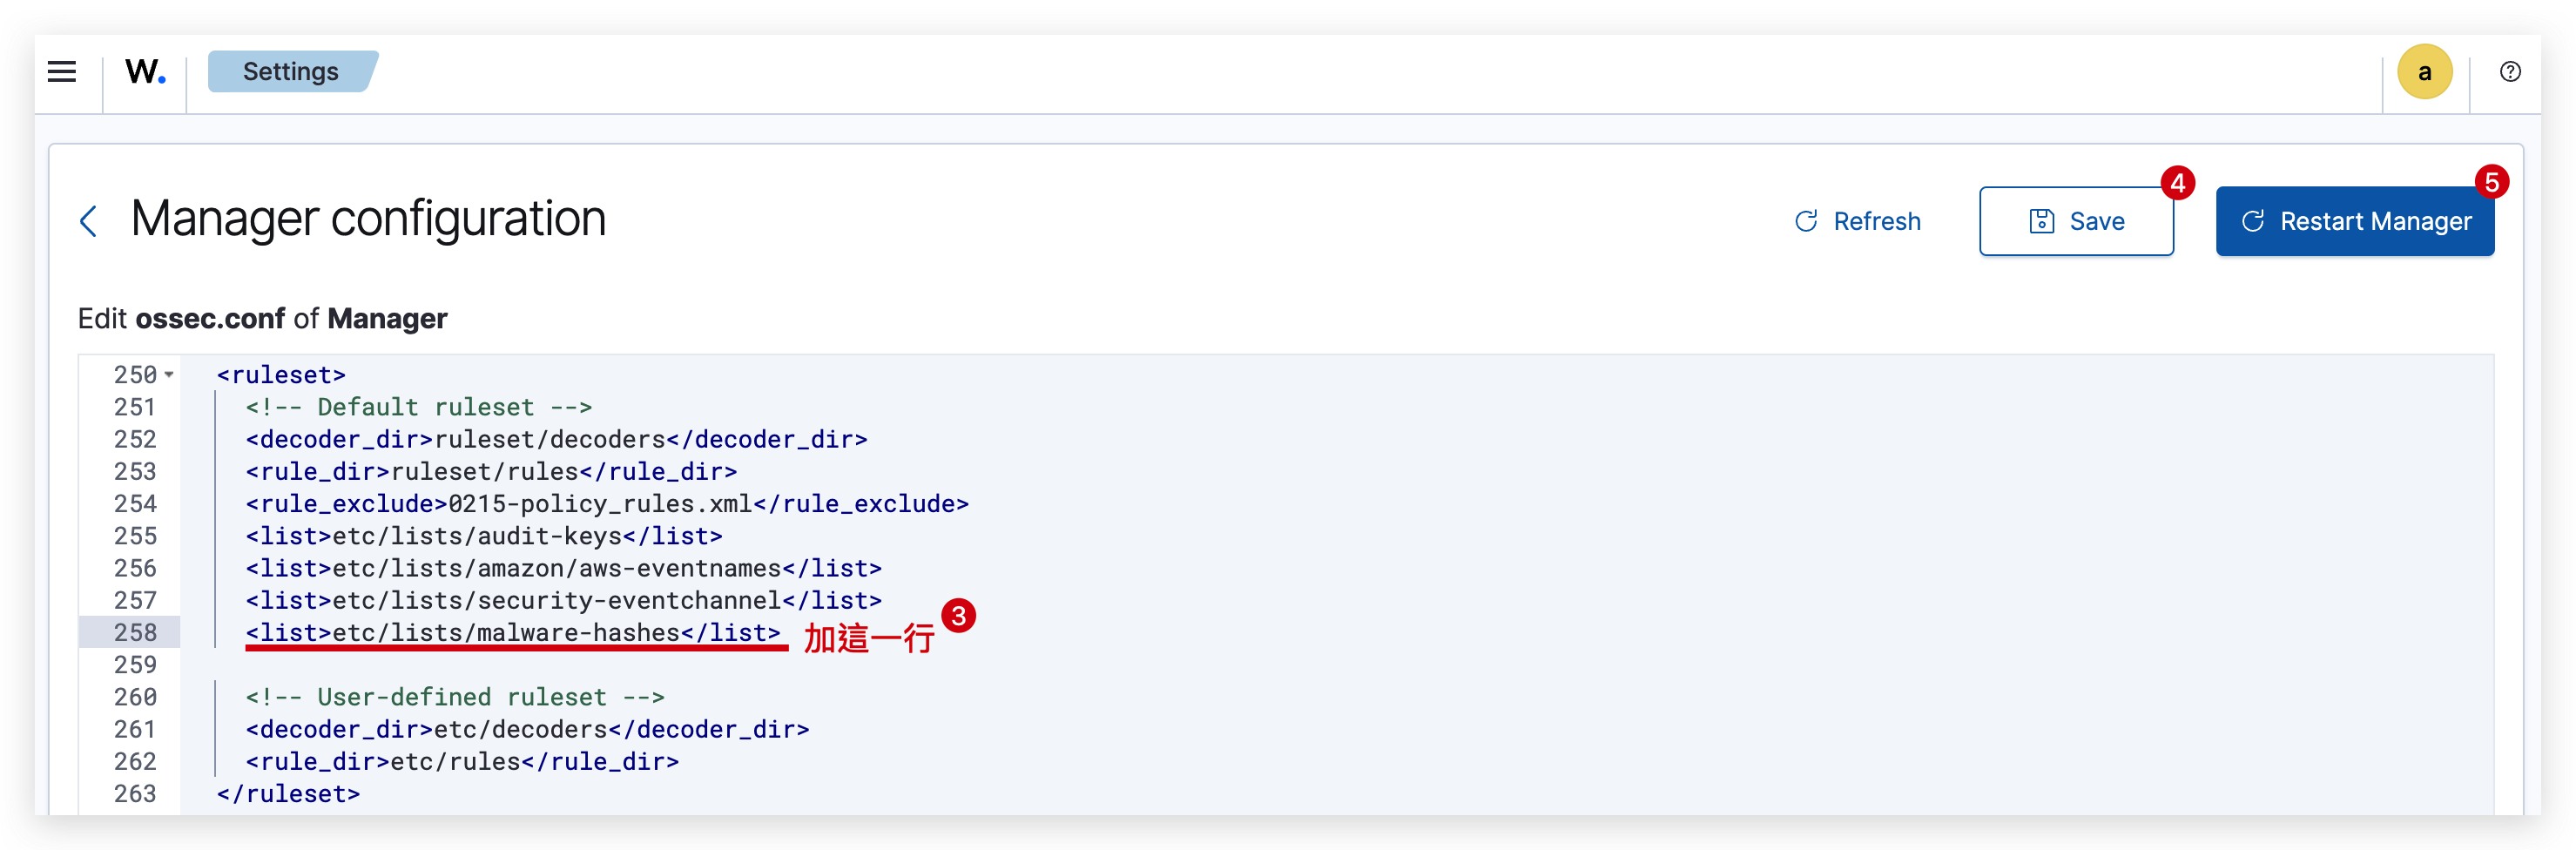 W. Settings a ?
Manager configuration Refresh Save 4 Restart Manager 5
Edit ossec.conf of Manager
250 <ruleset>
251 <!-- Default ruleset -->
252 <decoder_dir>ruleset/decoders</decoder_dir>
253 <rule_dir>ruleset/rules</rule_dir>
254 <rule_exclude>0215-policy_rules.xml</rule_exclude>
255 <list>etc/lists/audit-keys</list>
256 <list>etc/lists/amazon/aws-eventnames</list>
257 <list>etc/lists/security-eventchannel</list>
258 <list>etc/lists/malware-hashes</list> 加這一行 3
259
260 <!-- User-defined ruleset -->
261 <decoder_dir>etc/decoders</decoder_dir>
262 <rule_dir>etc/rules</rule_dir>
263 </ruleset>